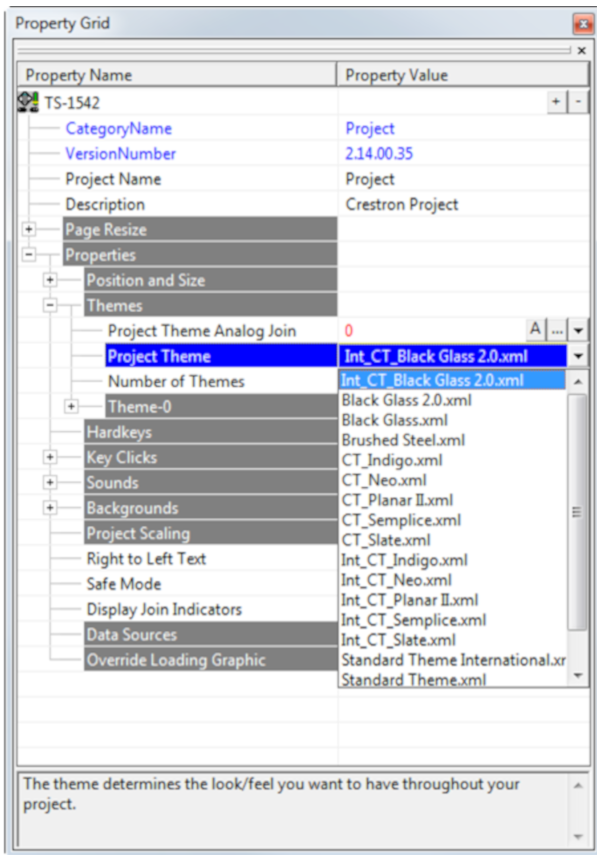 Property Grid
Property Name Property Value
TS-1542 + -
CategoryName Project
VersionNumber 2.14.00.35
Project Name Project
Description Crestron Project
Page Resize
Properties
Position and Size
Themes
Project Theme Analog Join 0 A ...
Project Theme Int_CT_Black Glass 2.0.xml
Number of Themes Int_CT_Black Glass 2.0.xml
Black Glass 2.0.xml
Theme-0
Black Glass.xml
Hardkeys
Brushed Steel.xml
Key Clicks CT_Indigo.xml
Sounds CT_Neo.xml
Backgrounds CT_Planar II.xml
CT_Semplice.xml
Project Scaling CT_Slate.xml
Right to Left Text Int_CT_Indigo.xml
Safe Mode Int_CT_Neo.xml
Int_CT_Planar II.xml
Display Join Indicators Int_CT_Semplice.xml
Data Sources Int_CT_Slate.xml
Override Loading Graphic Standard Theme International.xr
Standard Theme.xml
The theme determines the look/feel you want to have throughout your
project.